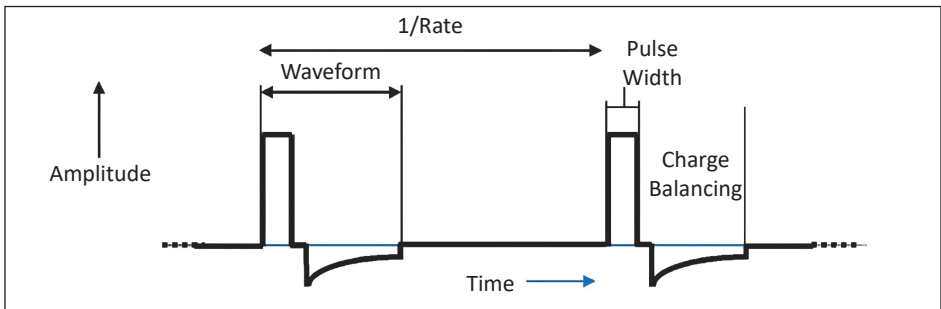 1/Rate
Pulse
Width
Waveform
Amplitude
Charge
Balancing
Time